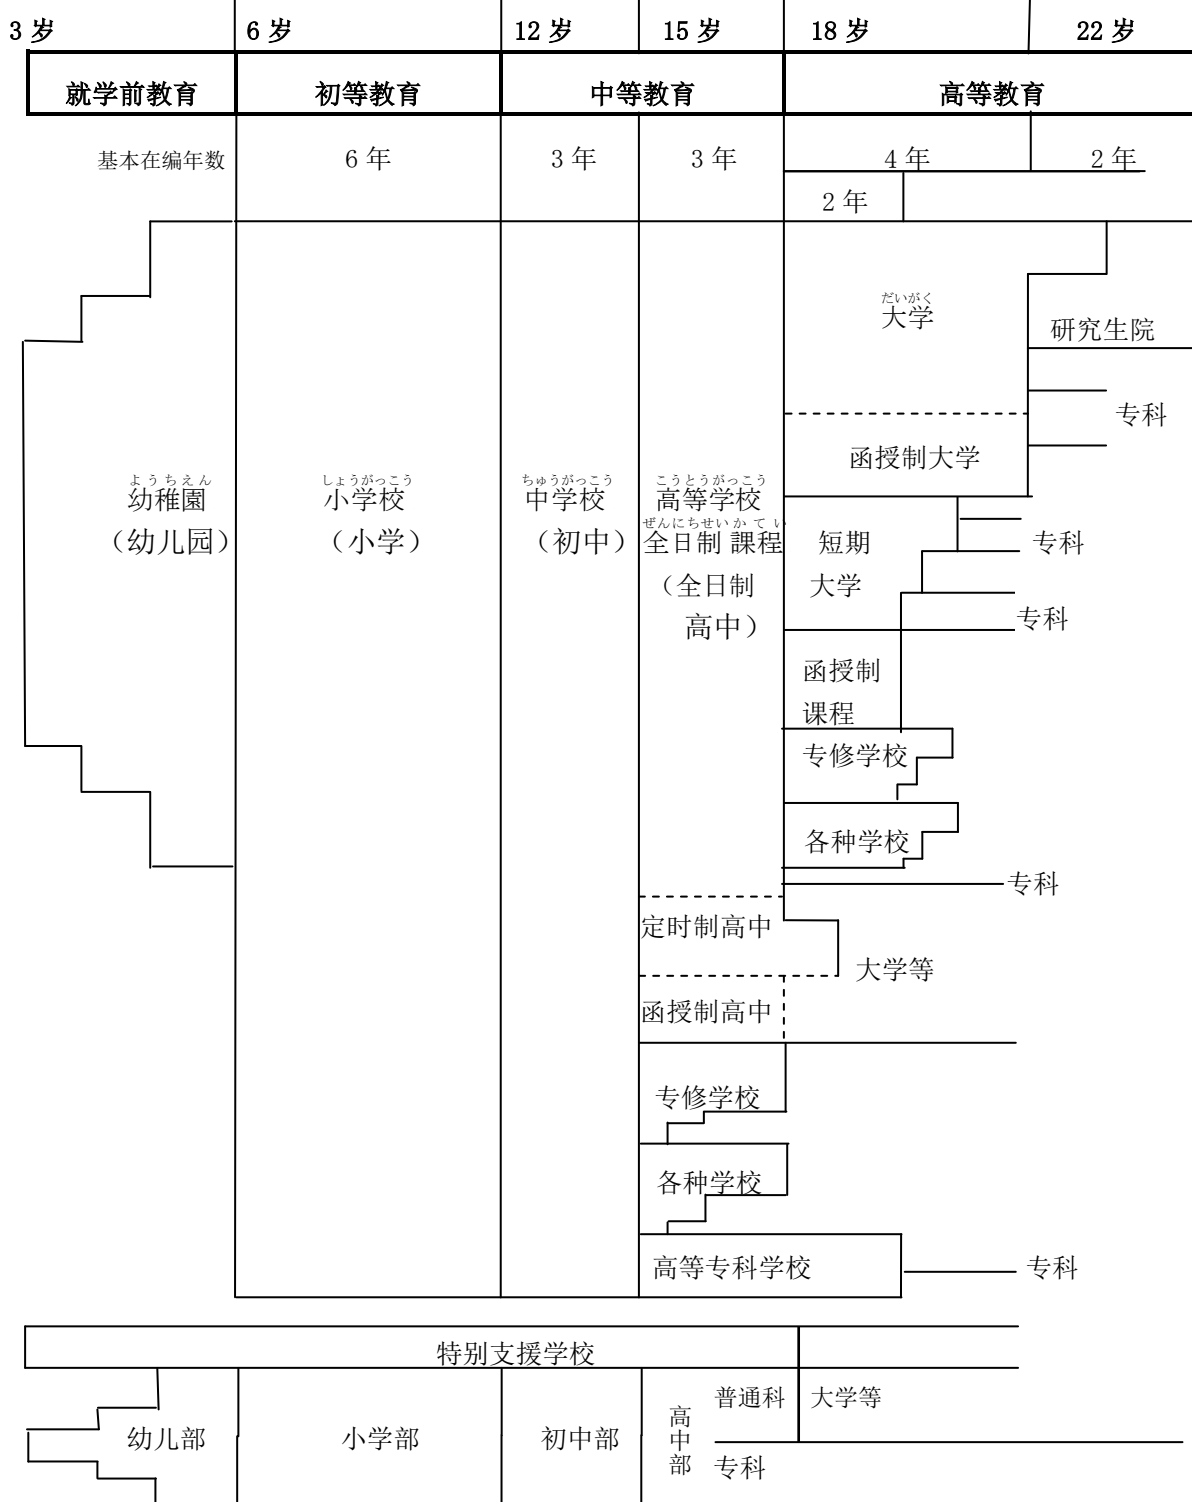 3 岁 6 岁 12 岁 15 岁 18 岁 22 岁
就学前教育 初等教育 中等教育 高等教育
基本在编年数 6 年 3 年 3 年 4 年 2 年
2 年
だいがく
大学
研究生院
专科
函授制大学
ようちえん しょうがっこう ちゅうがっこう こうとうがっこう
幼稚園 小学校 中学校 高等学校
ぜんにちせいかてい
（幼儿园） （小学） （初中） 全日制 課程 短期 专科
（全日制 大学
高中） 专科
函授制
课程
专修学校
各种学校
专科
定时制高中
大学等
函授制高中
专修学校
各种学校
高等专科学校 专科
特别支援学校
普通科 大学等
幼儿部 小学部 初中部 高中部
专科